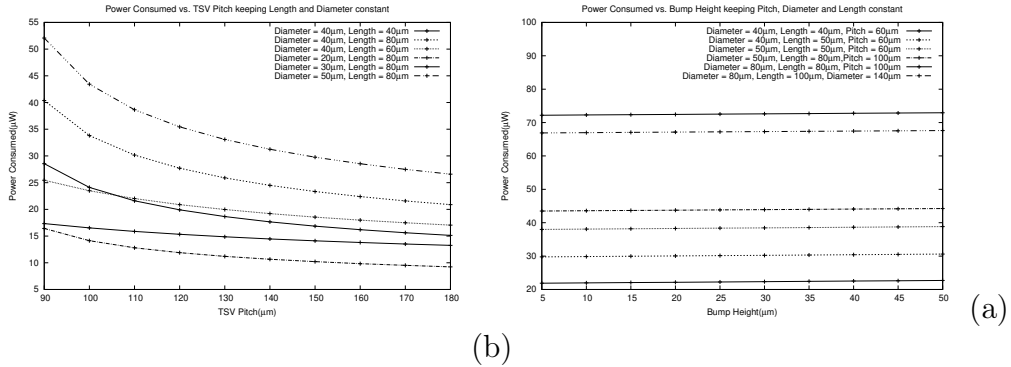 Power Consumed vs. TSV Pitch keeping Length and Diameter constant
Diameter = 40μm, Length = 40μm
Diameter = 40μm, Length = 80μm
Diameter = 40μm, Length = 60μm
Diameter = 20μm, Length = 80μm
Diameter = 30μm, Length = 80μm
Diameter = 50μm, Length = 80μm
Power Consumed(μW)
55
50
45
40
35
30
25
20
15
10
5
90 100 110 120 130 140 150 160 170 180
TSV Pitch(μm)
Power Consumed vs. Bump Height keeping Pitch, Diameter and Length constant
Diameter = 40μm, Length = 40μm, Pitch = 60μm
Diameter = 40μm, Length = 50μm, Pitch = 60μm
Diameter = 50μm, Length = 50μm, Pitch = 60μm
Diameter = 50μm, Length = 80μm,Pitch = 100μm
Diameter = 80μm, Length = 80μm, Pitch = 100μm
Diameter = 80μm, Length = 100μm, Diameter = 140μm
Power Consumed(μW)
100
90
80
70
60
50
40
30
20
5 10 15 20 25 30 35 40 45 50
Bump Height(μm)
(a)
(b)